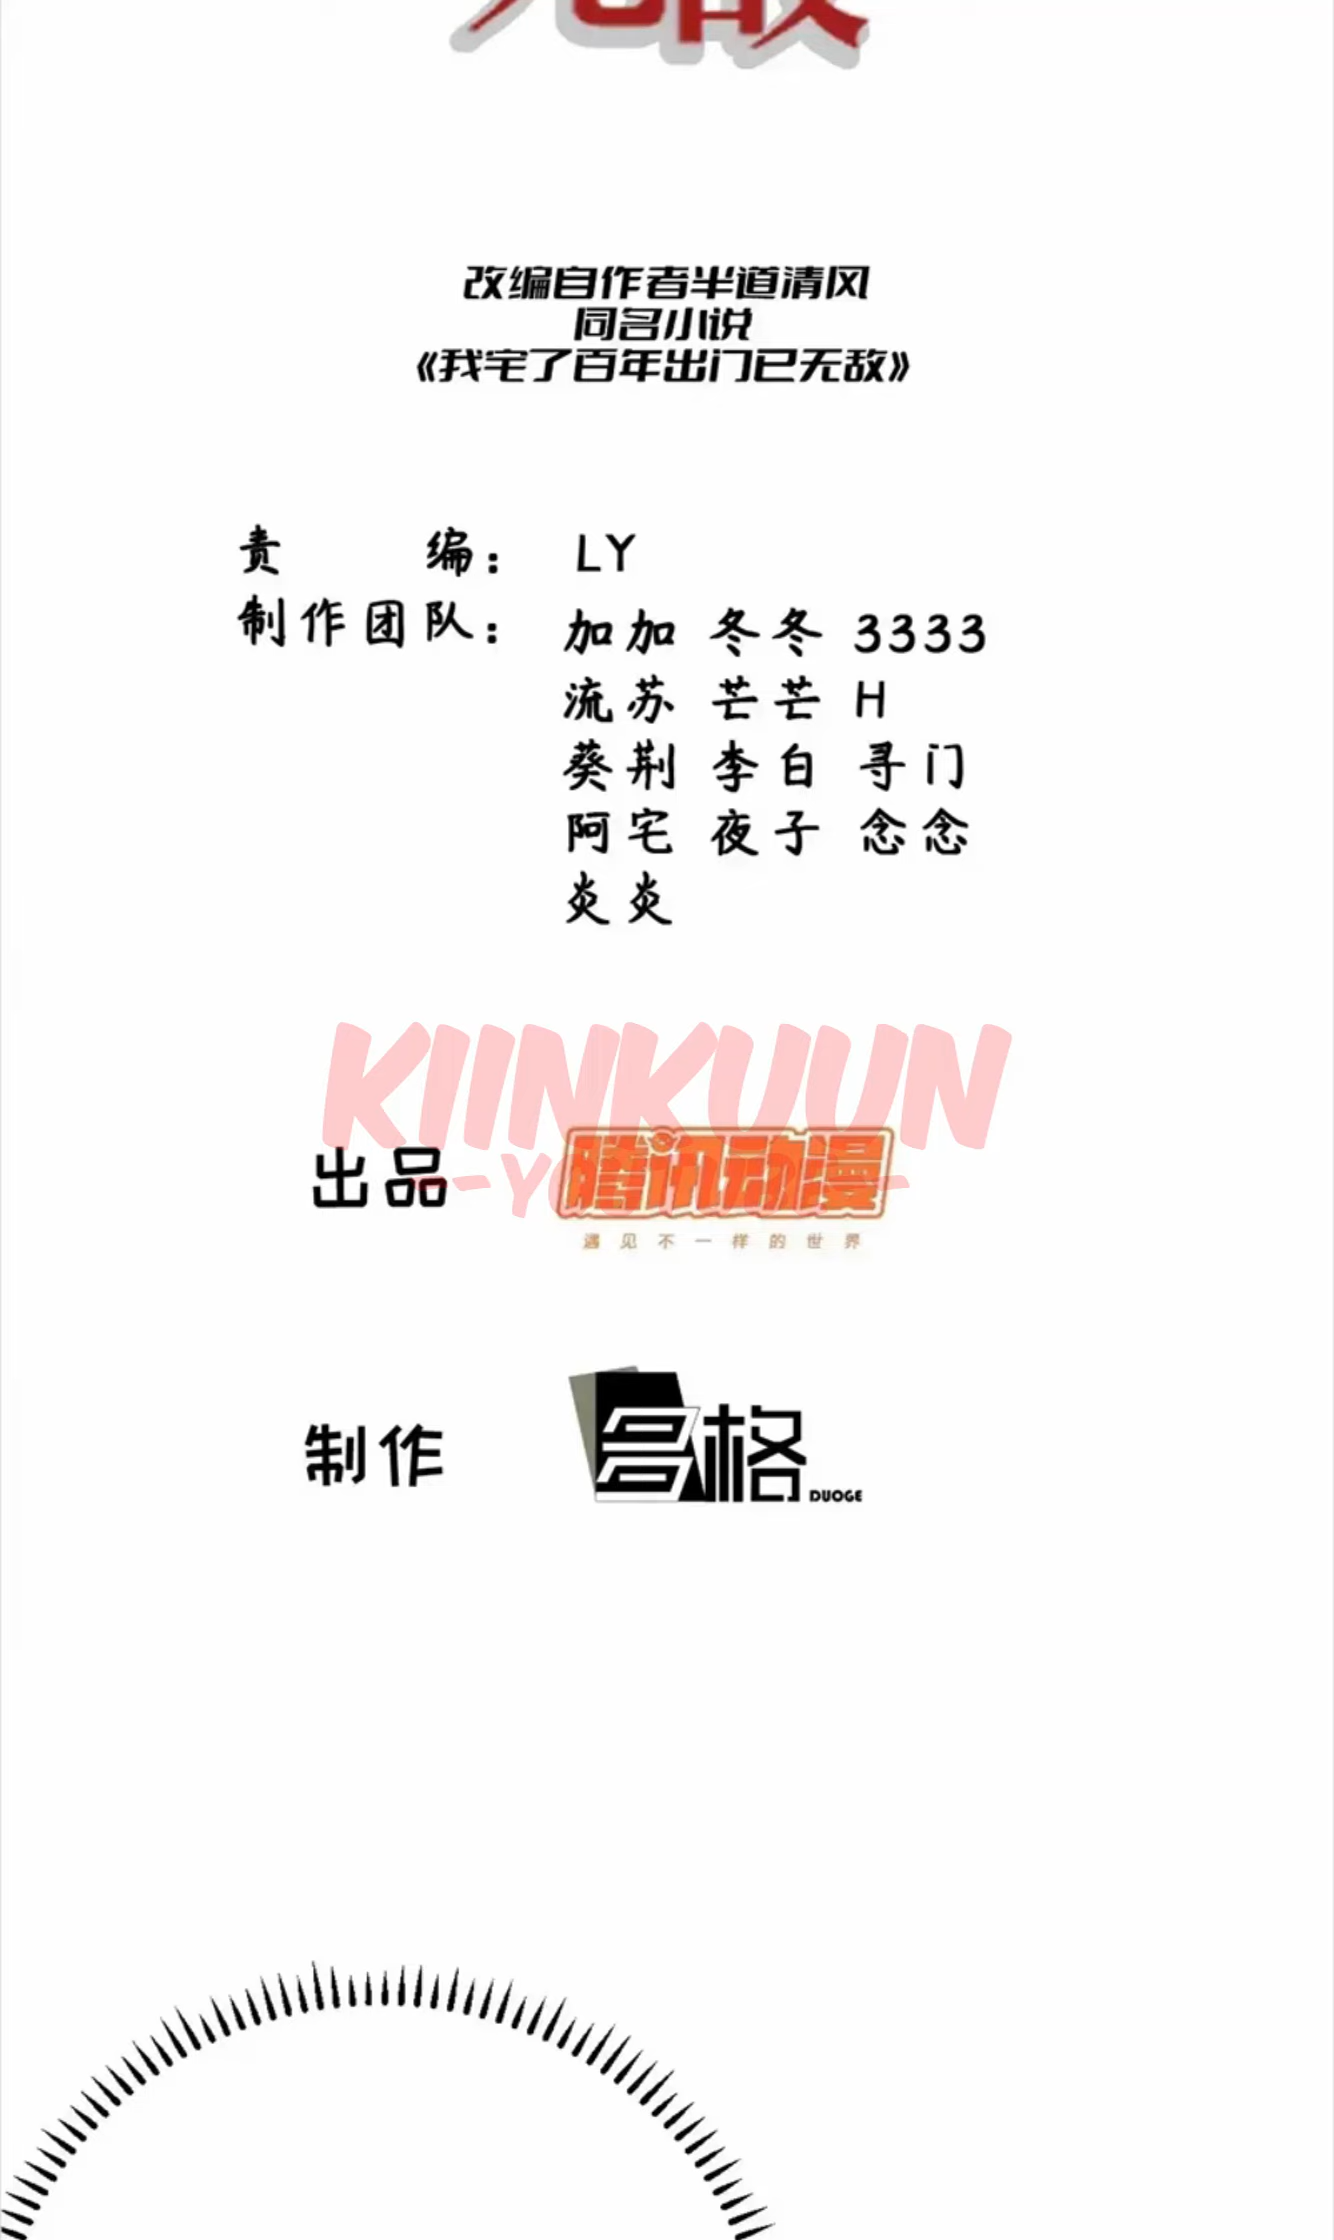 无敌
改编自作者半道清风
同名小说
《我宅了百年出门已无敌》
责 编： LY
制作团队： 加加 冬冬 3333
流苏 芒芒 H
葵荆 李白 寻门
阿宅 夜子 念念
炎炎
KIINKUUN
出品 腾讯动漫
遇见不一样的世界
制作 多格 DUOGE